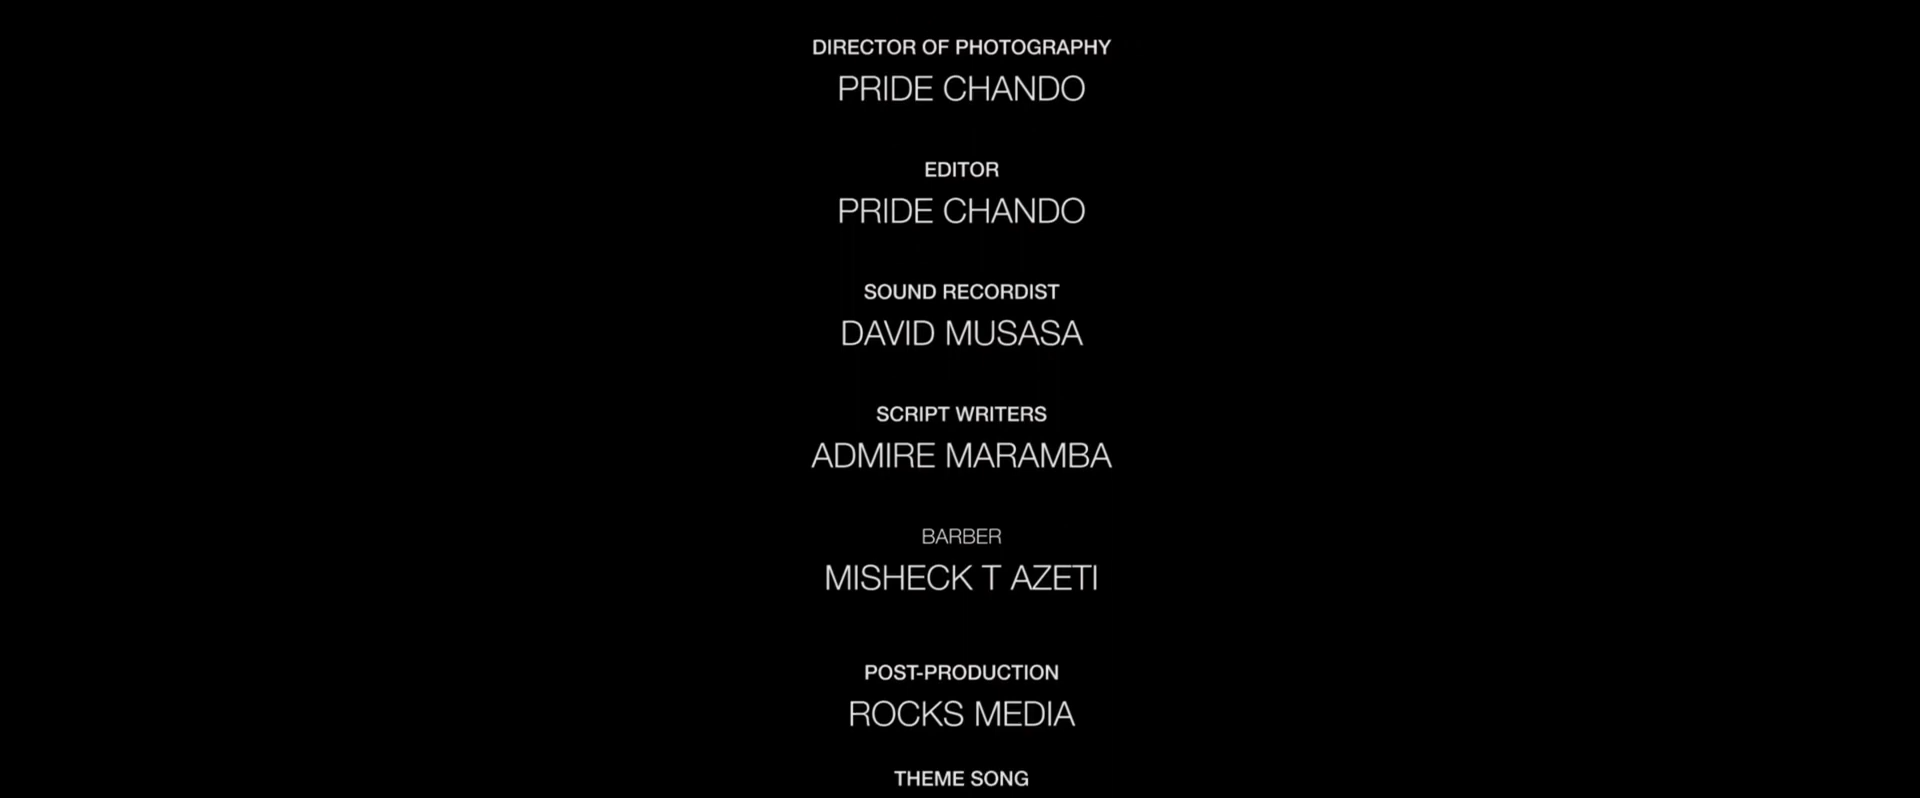 DIRECTOR OF PHOTOGRAPHY
PRIDE CHANDO
EDITOR
PRIDE CHANDO
SOUND RECORDIST
DAVID MUSASA
SCRIPT WRITERS
ADMIRE MARAMBA
BARBER
MISHECK T AZETI
POST-PRODUCTION
ROCKS MEDIA
THEME SONG